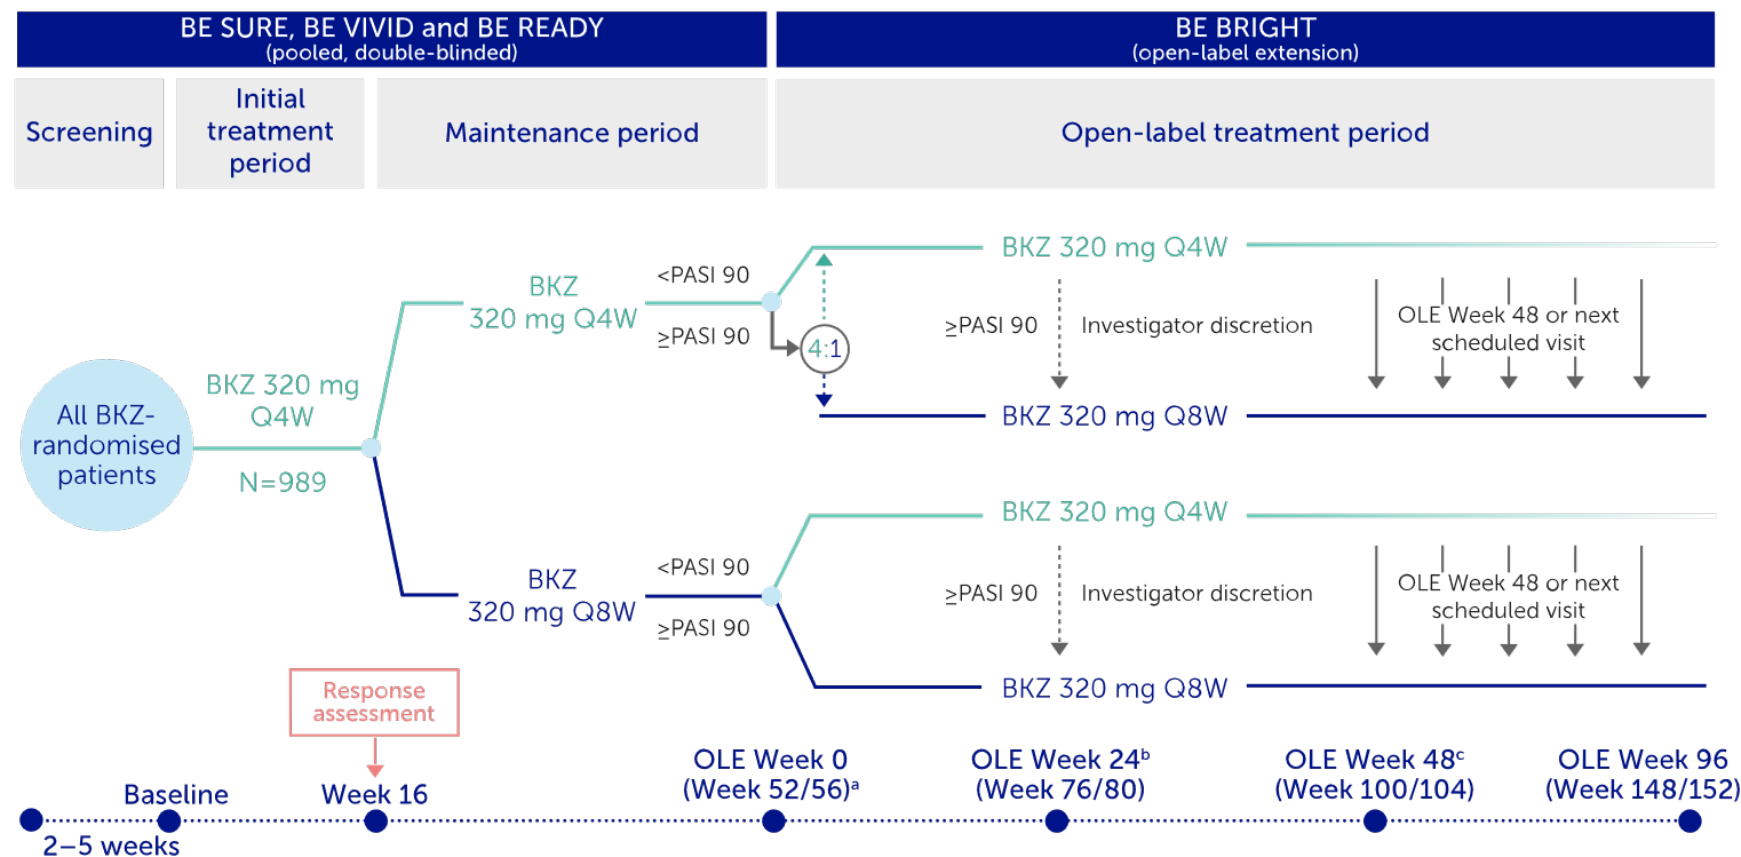 BE SURE, BE VIVID and BE READY
(pooled, double-blinded)
BE BRIGHT
(open-label extension)
Screening
Initial
treatment
period
Maintenance period
Open-label treatment period
All BKZ-
randomised
patients
BKZ 320 mg
Q4W
N=989
BKZ
320 mg Q4W
<PASI 90
≥PASI 90
4:1
BKZ 320 mg Q4W
≥PASI 90
Investigator discretion
OLE Week 48 or next
scheduled visit
BKZ 320 mg Q8W
BKZ
320 mg Q8W
<PASI 90
≥PASI 90
BKZ 320 mg Q4W
≥PASI 90
Investigator discretion
OLE Week 48 or next
scheduled visit
BKZ 320 mg Q8W
Response
assessment
Baseline
Week 16
OLE Week 0
(Week 52/56)ᵃ
OLE Week 24ᵇ
(Week 76/80)
OLE Week 48ᶜ
(Week 100/104)
OLE Week 96
(Week 148/152)
2–5 weeks